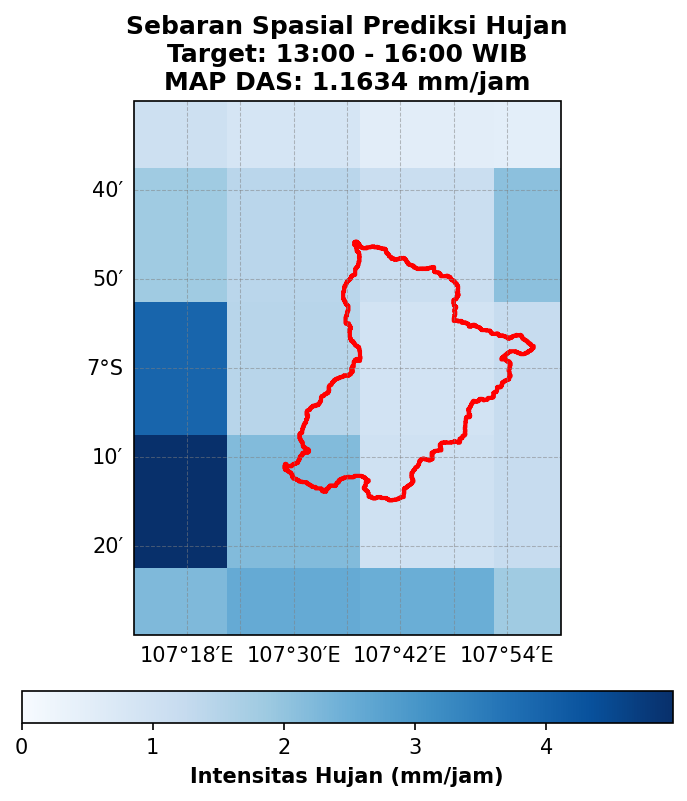 Sebaran Spasial Prediksi Hujan
Target: 13:00 - 16:00 WIB
MAP DAS: 1.1634 mm/jam
40′
50′
7°S
10′
20′
107°18′E 107°30′E 107°42′E 107°54′E
0 1 2 3 4
Intensitas Hujan (mm/jam)